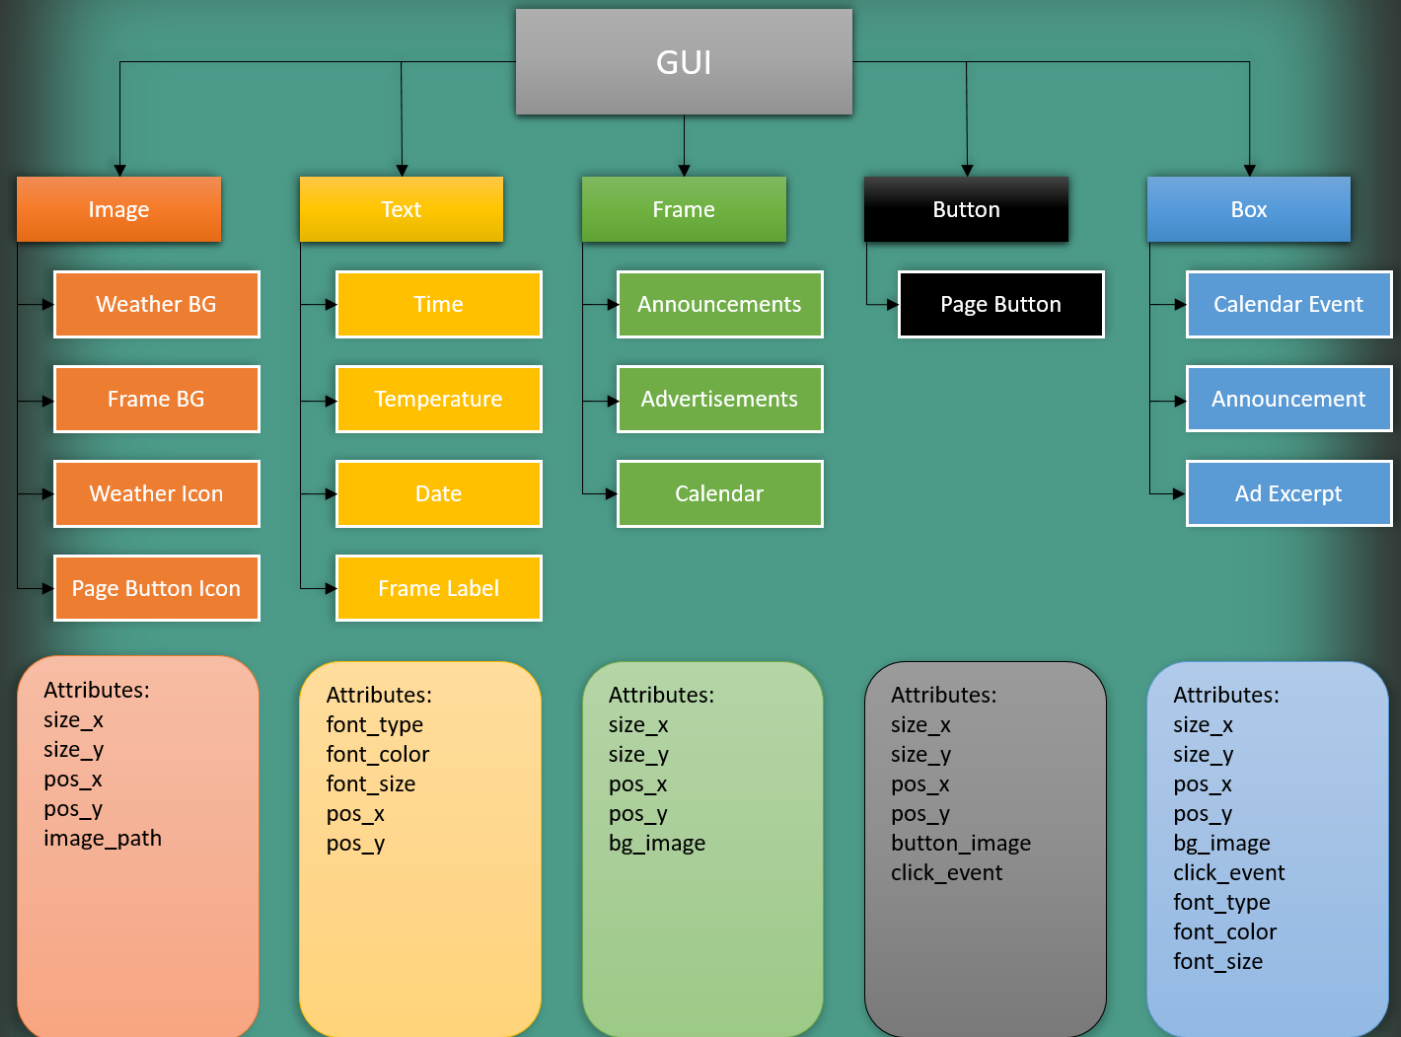 GUI
Image
Weather BG
Frame BG
Weather Icon
Page Button Icon
Text
Time
Temperature
Date
Frame Label
Frame
Announcements
Advertisements
Calendar
Button
Page Button
Box
Calendar Event
Announcement
Ad Excerpt
Attributes:
size_x
size_y
pos_x
pos_y
image_path
Attributes:
font_type
font_color
font_size
pos_x
pos_y
Attributes:
size_x
size_y
pos_x
pos_y
bg_image
Attributes:
size_x
size_y
pos_x
pos_y
button_image
click_event
Attributes:
size_x
size_y
pos_x
pos_y
bg_image
click_event
font_type
font_color
font_size